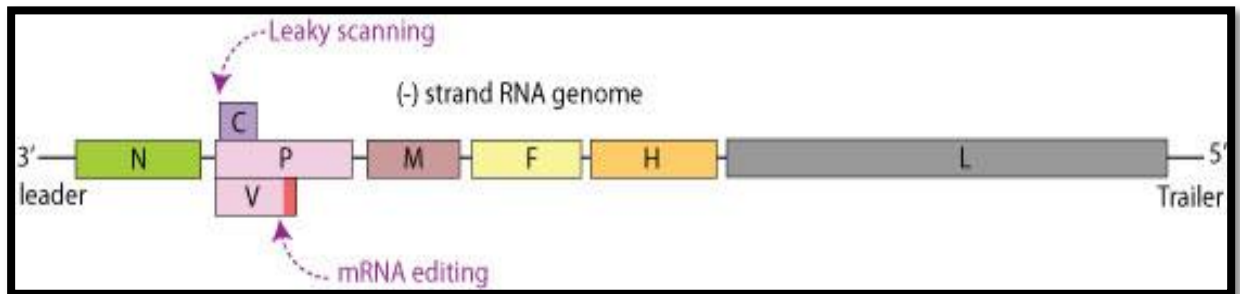 Leaky scanning
(-) strand RNA genome
C
3' N P M F H L 5'
leader V Trailer
mRNA editing